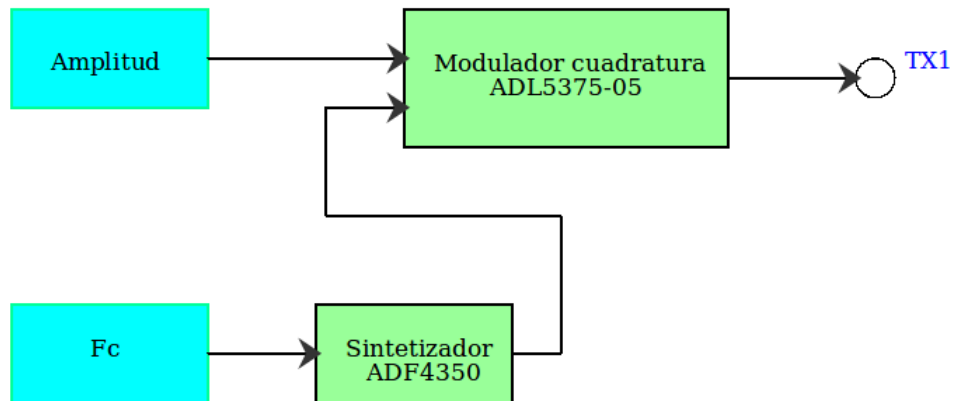 Amplitud
Modulador cuadratura
ADL5375-05
TX1
Fc
Sintetizador
ADF4350